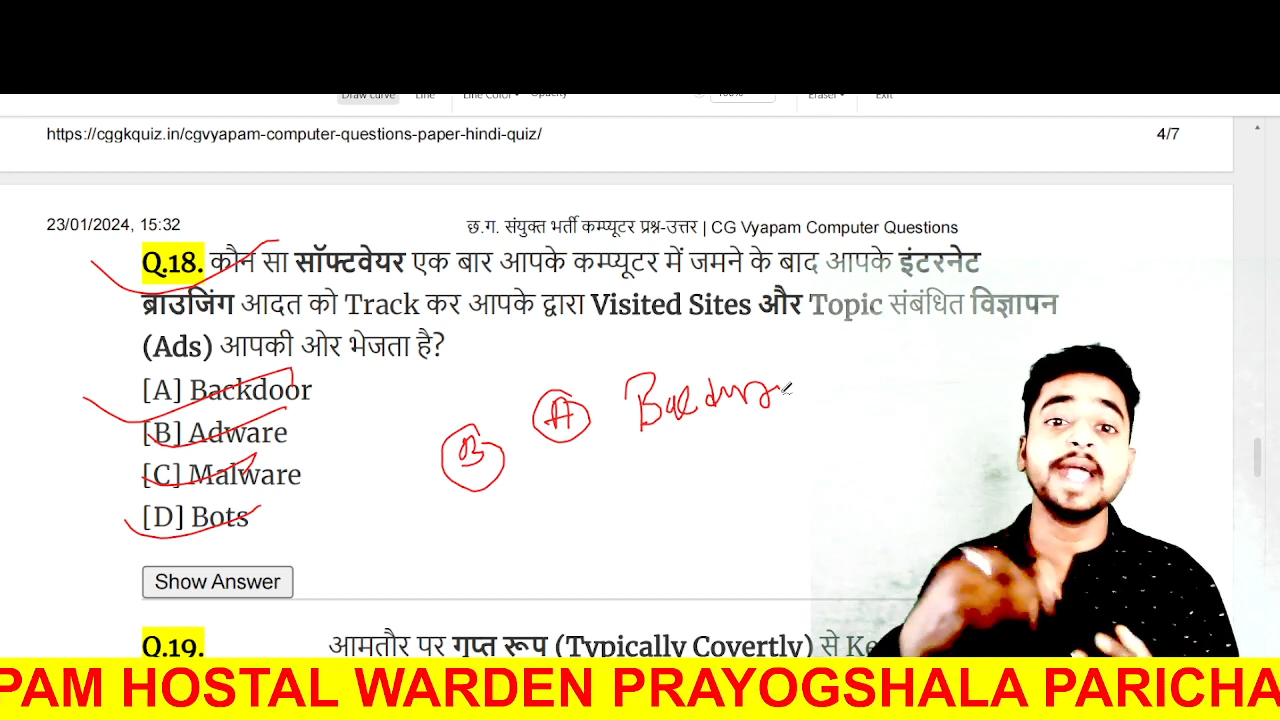 https://cggkquiz.in/cgvyapam-computer-questions-paper-hindi-quiz/ 4/7
23/01/2024, 15:32 छ.ग. संयुक्त भर्ती कम्प्यूटर प्रश्न-उत्तर | CG Vyapam Computer Questions
Q.18. कौन सा सॉफ्टवेयर एक बार आपके कम्प्यूटर में जमने के बाद आपके इंटरनेट
ब्राउजिंग आदत को Track कर आपके द्वारा Visited Sites और Topic संबंधित विज्ञापन
(Ads) आपकी ओर भेजता है?
[A] Backdoor
[B] Adware
[C] Malware
[D] Bots
B
A
Show Answer
Q.19. आमतौर पर गुप्त रूप (Typically Covertly) से
PAM HOSTAL WARDEN PRAYOGSHALA PARICHA